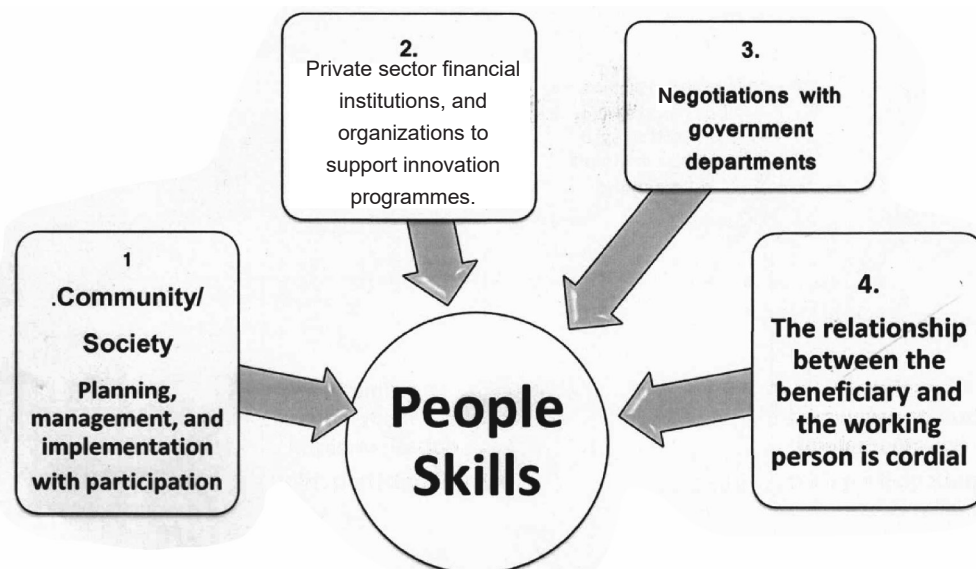 1
.Community/
Society
Planning,
management, and
implementation
with participation
2.
Private sector financial
institutions, and
organizations to
support innovation
programmes.
3.
Negotiations with
government
departments
4.
The relationship
between the
beneficiary and
the working
person is cordial
People
Skills